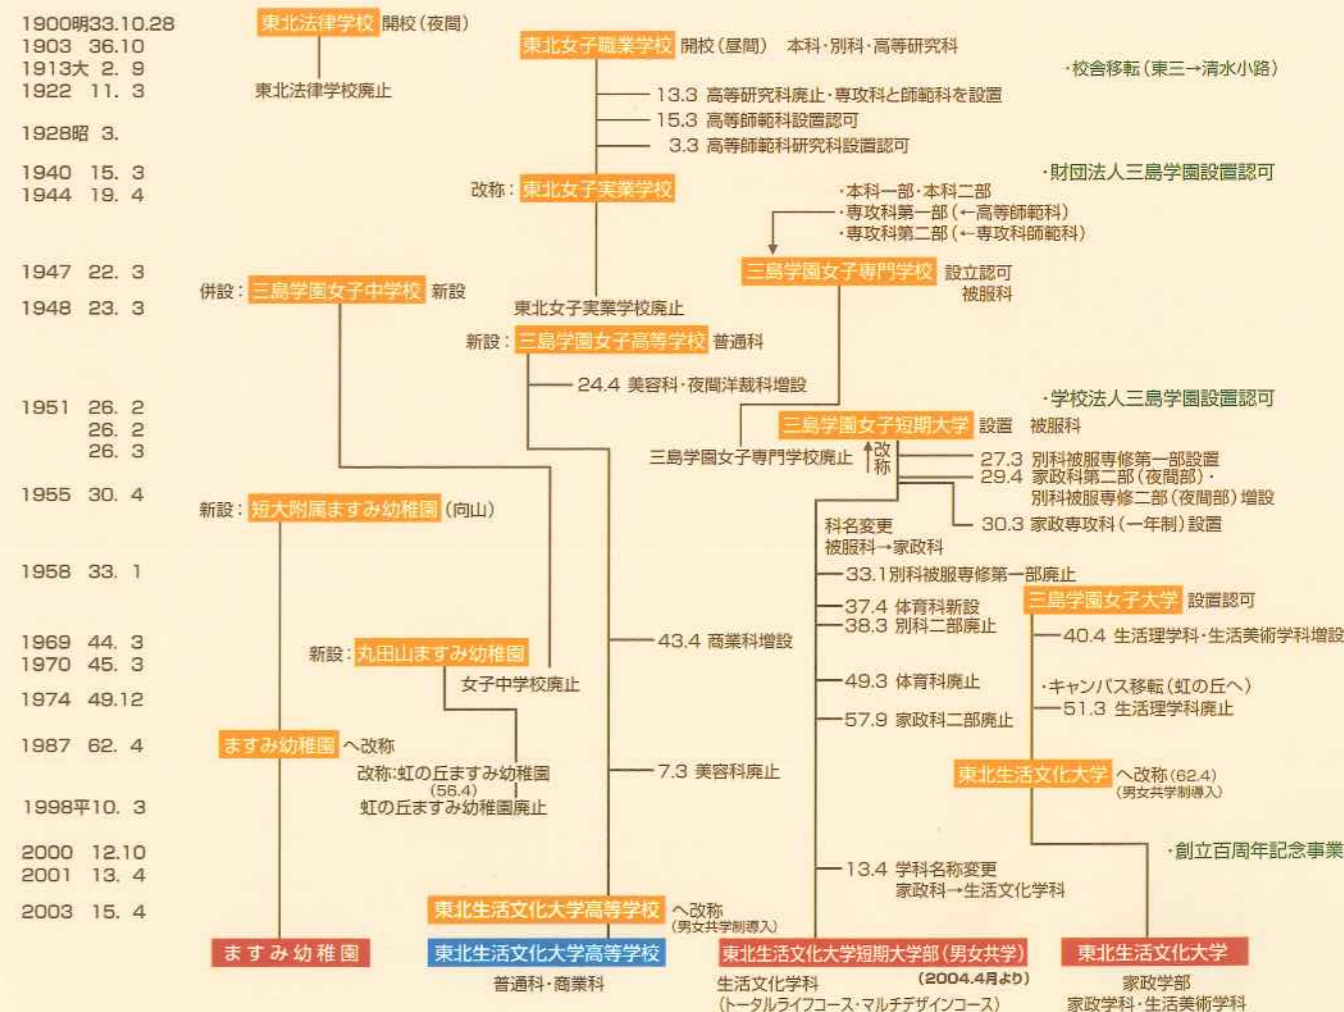 1900明33.10.28
東北法律学校 開校(夜間)
1903 36.10
東北女子職業学校 開校(昼間) 本科・別科・高等研究科
1913大 2. 9
・校舎移転(東三→清水小路)
1922 11. 3
東北法律学校廃止
13.3 高等研究科廃止・専攻科と師範科を設置
15.3 高等師範科設置認可
1928昭 3.
3.3 高等師範科研究科設置認可
1940 15. 3
・財団法人三島学園設置認可
1944 19. 4
改称：東北女子実業学校
・本科一部・本科二部
・専攻科第一部(←高等師範科)
・専攻科第二部(←専攻科師範科)
1947 22. 3
三島学園女子専門学校 設立認可
被服科
併設：三島学園女子中学校 新設
1948 23. 3
東北女子実業学校廃止
新設：三島学園女子高等学校 普通科
24.4 美容科・夜間洋裁科増設
1951 26. 2
・学校法人三島学園設置認可
26. 2
三島学園女子短期大学 設置 被服科
26. 3
三島学園女子専門学校廃止
改称
27.3 別科被服専修第一部設置
29.4 家政科第二部(夜間部)・
別科被服専修二部(夜間部)増設
1955 30. 4
新設：短大附属ますみ幼稚園(向山)
30.3 家政専攻科(一年制)設置
科名変更
被服科→家政科
1958 33. 1
33.1別科被服専修第一部廃止
三島学園女子大学 設置認可
37.4 体育科新設
38.3 別科二部廃止
40.4 生活理学科・生活美術学科増設
1969 44. 3
43.4 商業科増設
新設：丸田山ますみ幼稚園
1970 45. 3
女子中学校廃止
49.3 体育科廃止
・キャンパス移転(虹の丘へ)
1974 49.12
51.3 生活理学科廃止
57.9 家政科二部廃止
1987 62. 4
ますみ幼稚園 へ改称
改称:虹の丘ますみ幼稚園
(56.4)
7.3 美容科廃止
東北生活文化大学 へ改称(62.4)
(男女共学制導入)
1998平10. 3
虹の丘ますみ幼稚園廃止
2000 12.10
・創立百周年記念事業
2001 13. 4
13.4 学科名称変更
家政科→生活文化学科
2003 15. 4
東北生活文化大学高等学校 へ改称
(男女共学制導入)
ますみ幼稚園
東北生活文化大学高等学校
普通科・商業科
東北生活文化大学短期大学部(男女共学)
(2004.4月より)
生活文化学科
(トータルライフコース・マルチデザインコース)
東北生活文化大学
家政学部
家政学科・生活美術学科